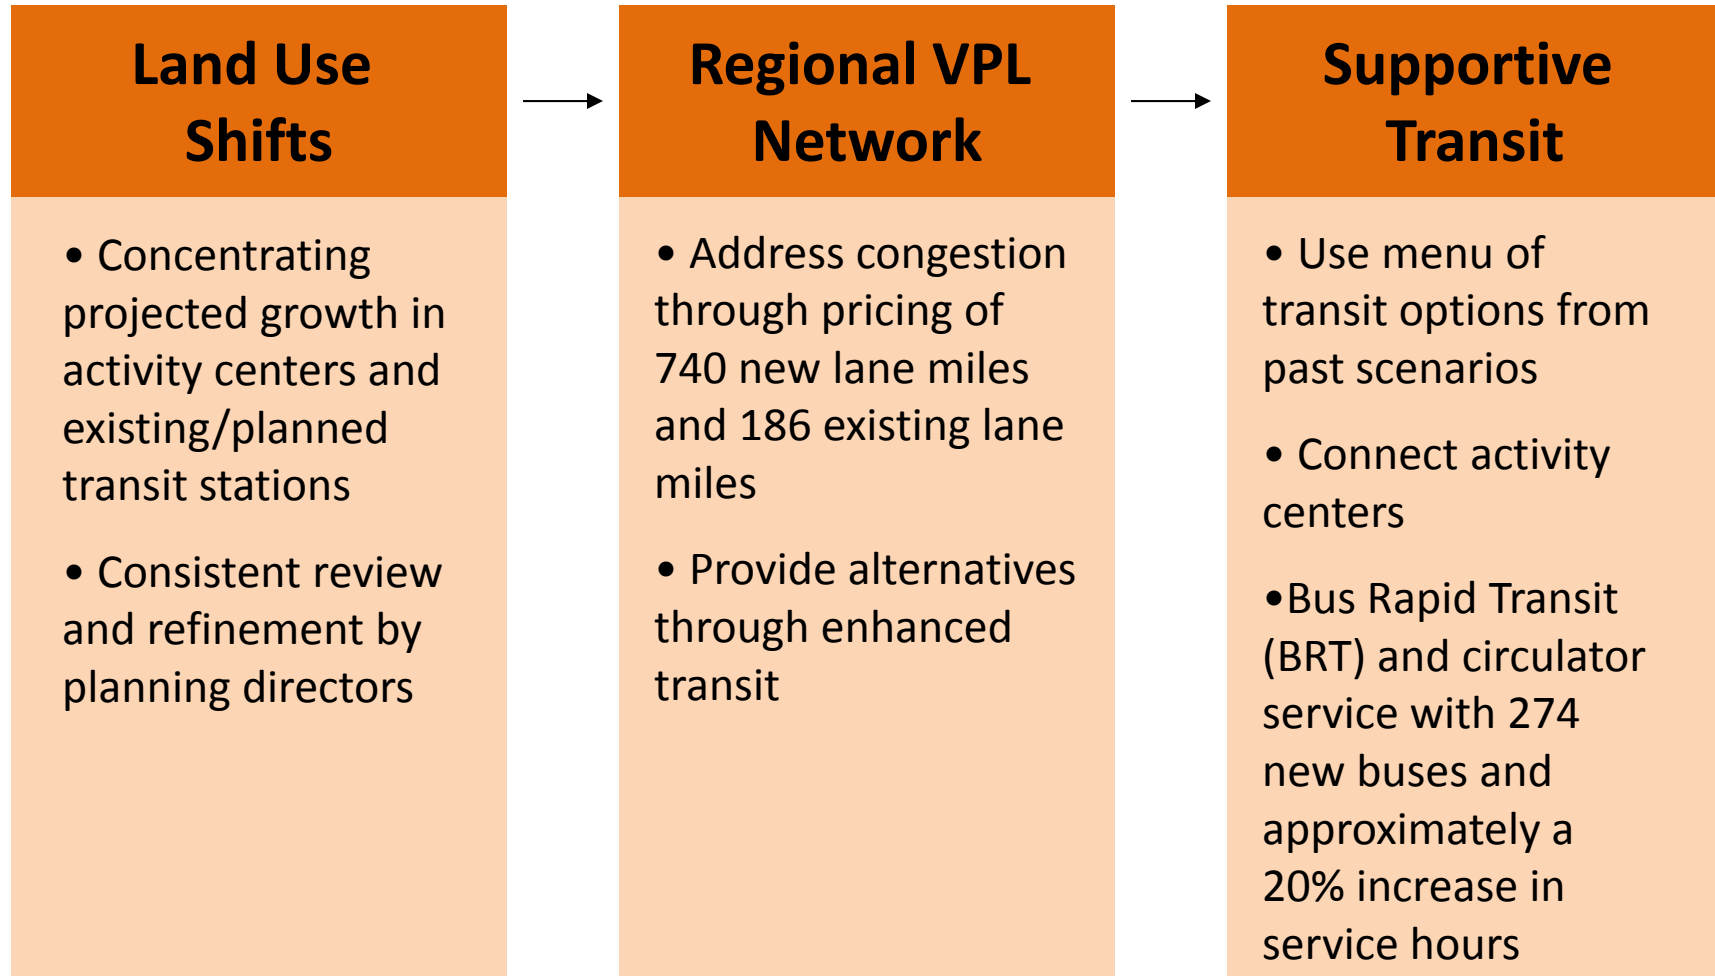 Land Use
Shifts
• Concentrating
projected growth in
activity centers and
existing/planned
transit stations
• Consistent review
and refinement by
planning directors
Regional VPL
Network
• Address congestion
through pricing of
740 new lane miles
and 186 existing lane
miles
• Provide alternatives
through enhanced
transit
Supportive
Transit
• Use menu of
transit options from
past scenarios
• Connect activity
centers
•Bus Rapid Transit
(BRT) and circulator
service with 274
new buses and
approximately a
20% increase in
service hours